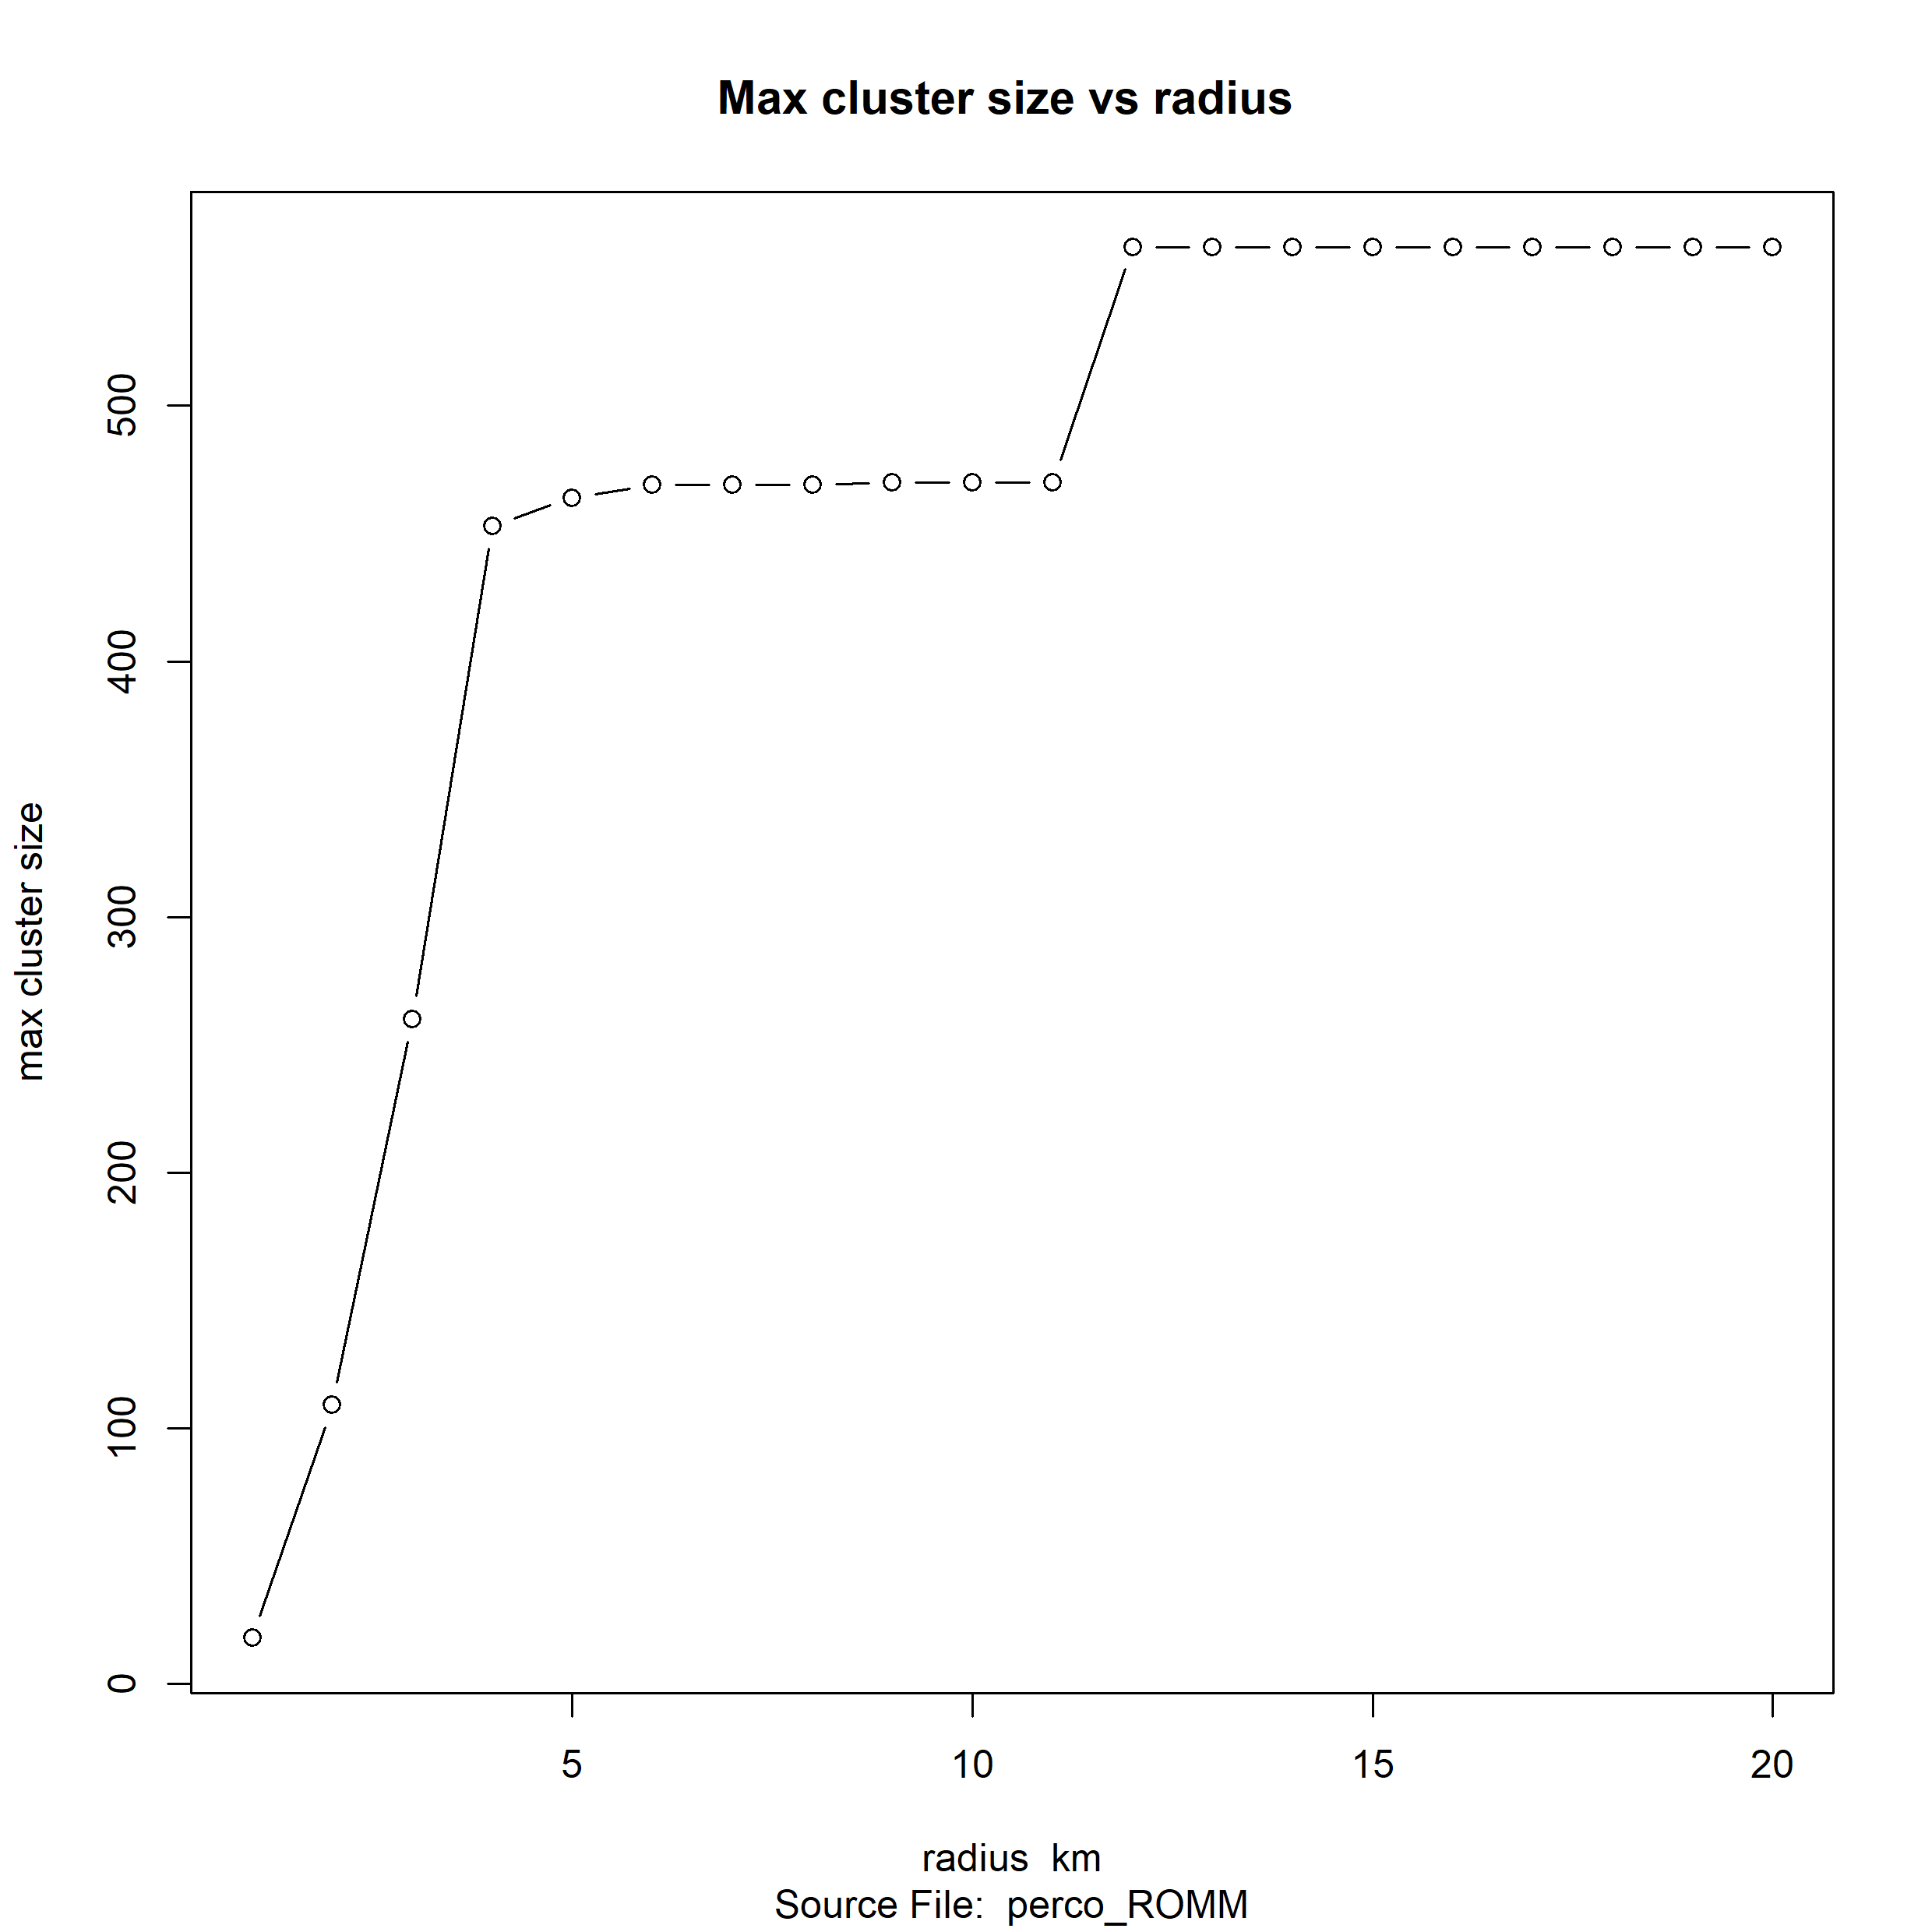 Max cluster size vs radius
500
400
300
200
100
0
max cluster size
5 10 15 20
radius km
Source File: perco_ROMM